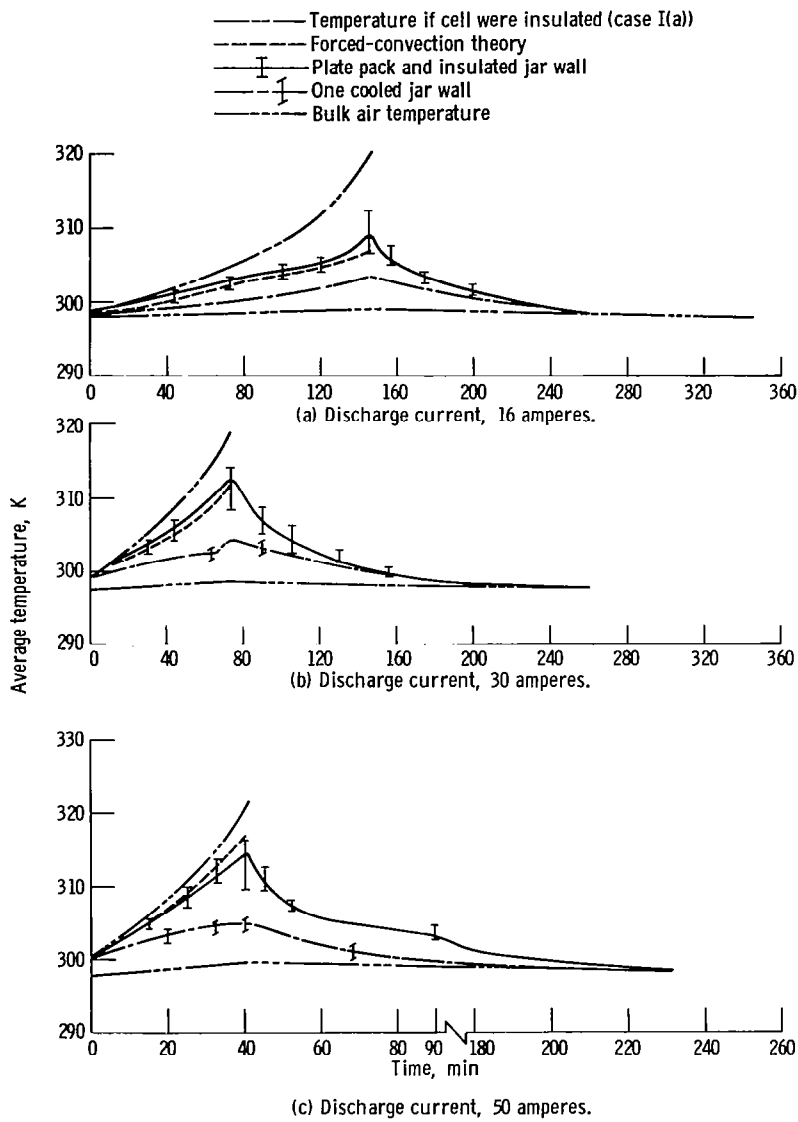 Temperature if cell were insulated (case I(a))
Forced-convection theory
Plate pack and insulated jar wall
One cooled jar wall
Bulk air temperature
320
310
300
290
0 40 80 120 160 200 240 280 320 360
(a) Discharge current, 16 amperes.
320
310
300
290
0 40 80 120 160 200 240 280 320 360
(b) Discharge current, 30 amperes.
Average temperature, K
330
320
310
300
290
0 20 40 60 80 90 180 200 220 240 260
Time, min
(c) Discharge current, 50 amperes.